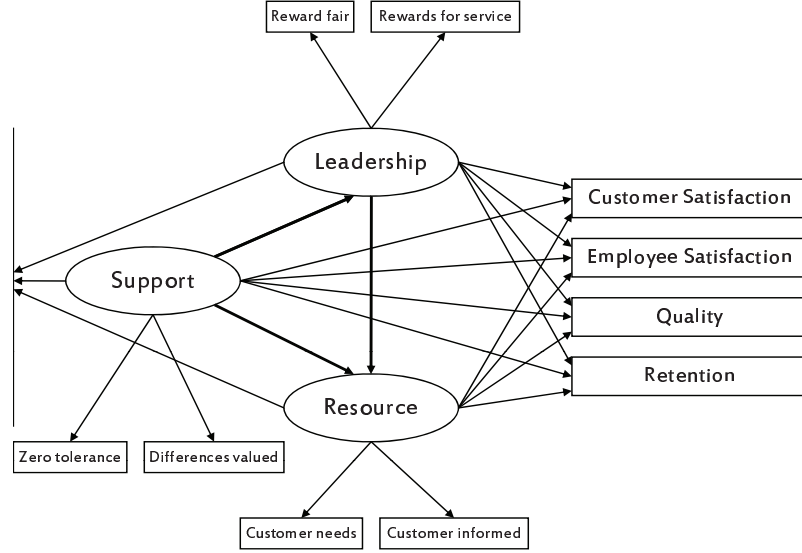 Reward fair
Rewards for service
Leadership
Customer Satisfaction
Employee Satisfaction
Support
Quality
Retention
Resource
Zero tolerance
Differences valued
Customer needs
Customer informed